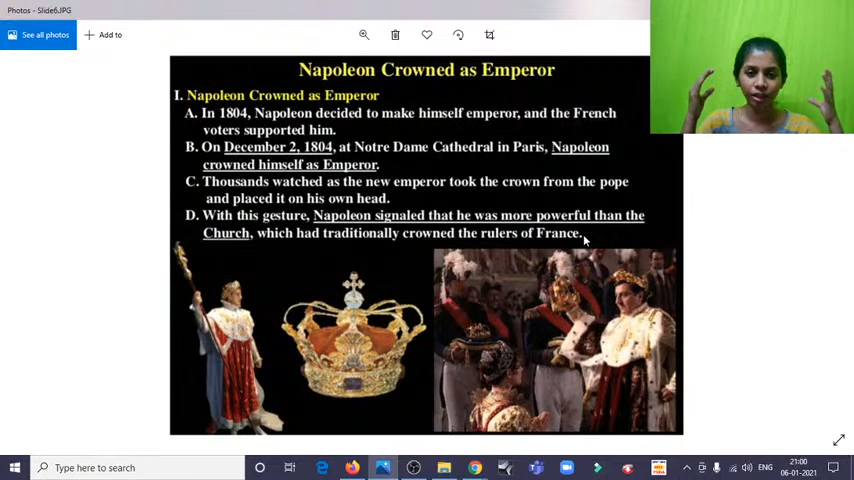 Photos - Slide6.JPG
See all photos
Add to
Napoleon Crowned as Emperor
I. Napoleon Crowned as Emperor
A. In 1804, Napoleon decided to make himself emperor, and the French
voters supported him.
B. On December 2, 1804, at Notre Dame Cathedral in Paris, Napoleon
crowned himself as Emperor.
C. Thousands watched as the new emperor took the crown from the pope
and placed it on his own head.
D. With this gesture, Napoleon signaled that he was more powerful than the
Church, which had traditionally crowned the rulers of France.
Type here to search
ENG
21:00
06-01-2021